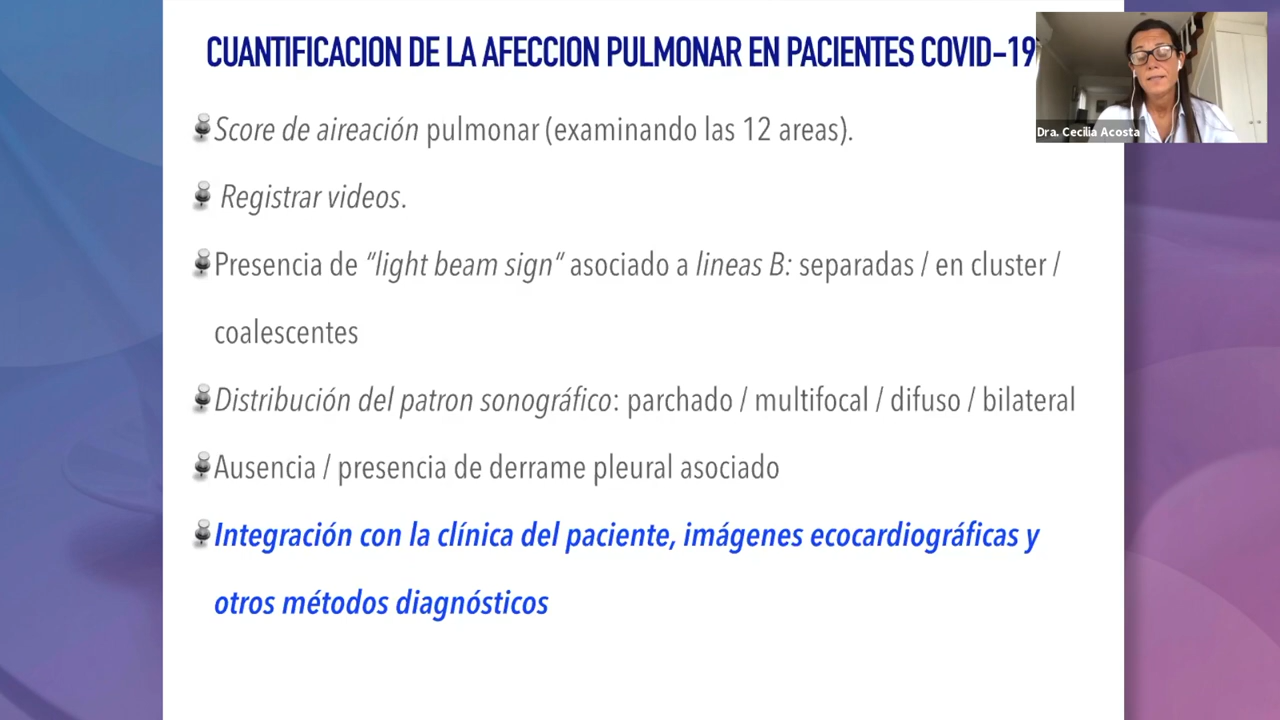 CUANTIFICACION DE LA AFECCION PULMONAR EN PACIENTES COVID-19
Dra. Cecilia Acosta
Score de aireación pulmonar (examinando las 12 areas).
Registrar videos.
Presencia de “light beam sign” asociado a lineas B: separadas / en cluster /
coalescentes
Distribución del patron sonográfico: parchado / multifocal / difuso / bilateral
Ausencia / presencia de derrame pleural asociado
Integración con la clínica del paciente, imágenes ecocardiográficas y
otros métodos diagnósticos